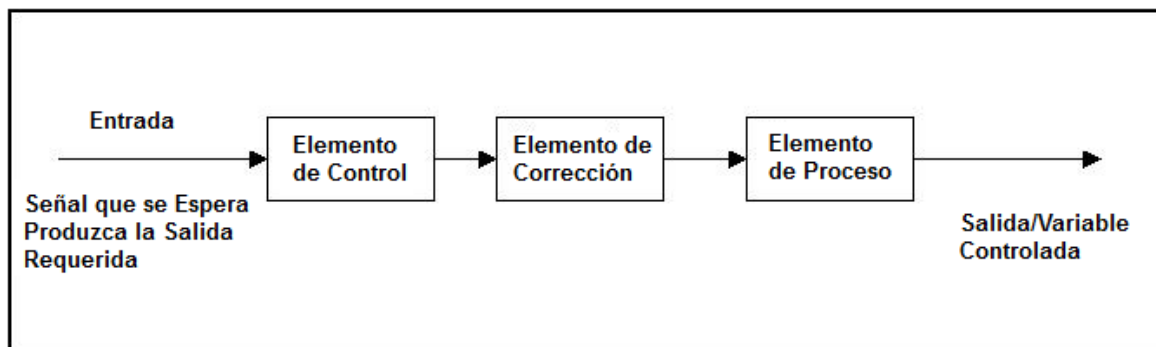 Entrada
Elemento
de Control
Elemento de
Corrección
Elemento
de Proceso
Señal que se Espera
Produzca la Salida
Requerida
Salida/Variable
Controlada